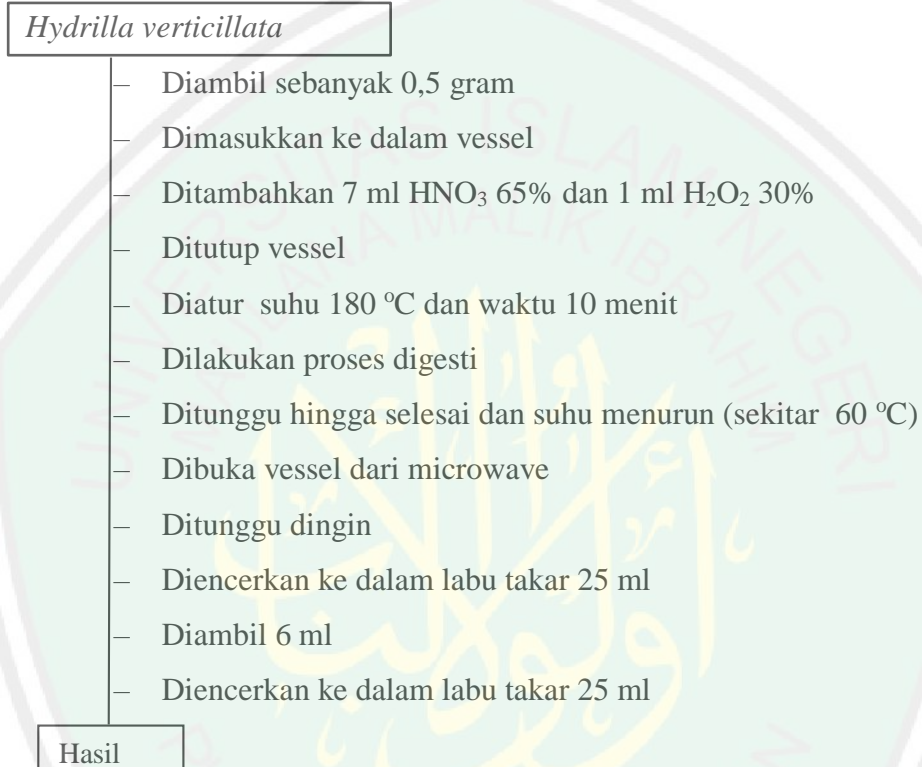 Hydrilla verticillata
– Diambil sebanyak 0,5 gram
– Dimasukkan ke dalam vessel
– Ditambahkan 7 ml HNO₃ 65% dan 1 ml H₂O₂ 30%
– Ditutup vessel
– Diatur suhu 180 ᵒC dan waktu 10 menit
– Dilakukan proses digesti
– Ditunggu hingga selesai dan suhu menurun (sekitar 60 ᵒC)
– Dibuka vessel dari microwave
– Ditunggu dingin
– Diencerkan ke dalam labu takar 25 ml
– Diambil 6 ml
– Diencerkan ke dalam labu takar 25 ml
Hasil